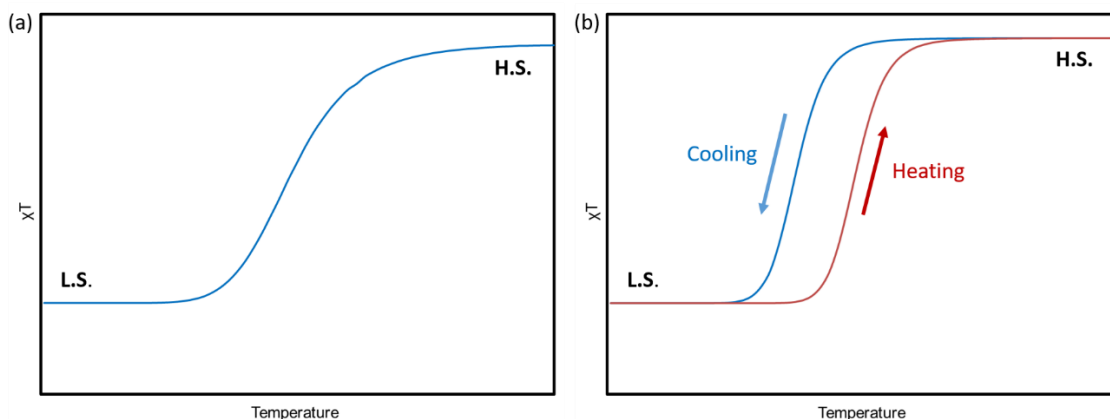 (a)
H.S.
L.S.
χT
Temperature
(b)
H.S.
Cooling
Heating
L.S.
χT
Temperature